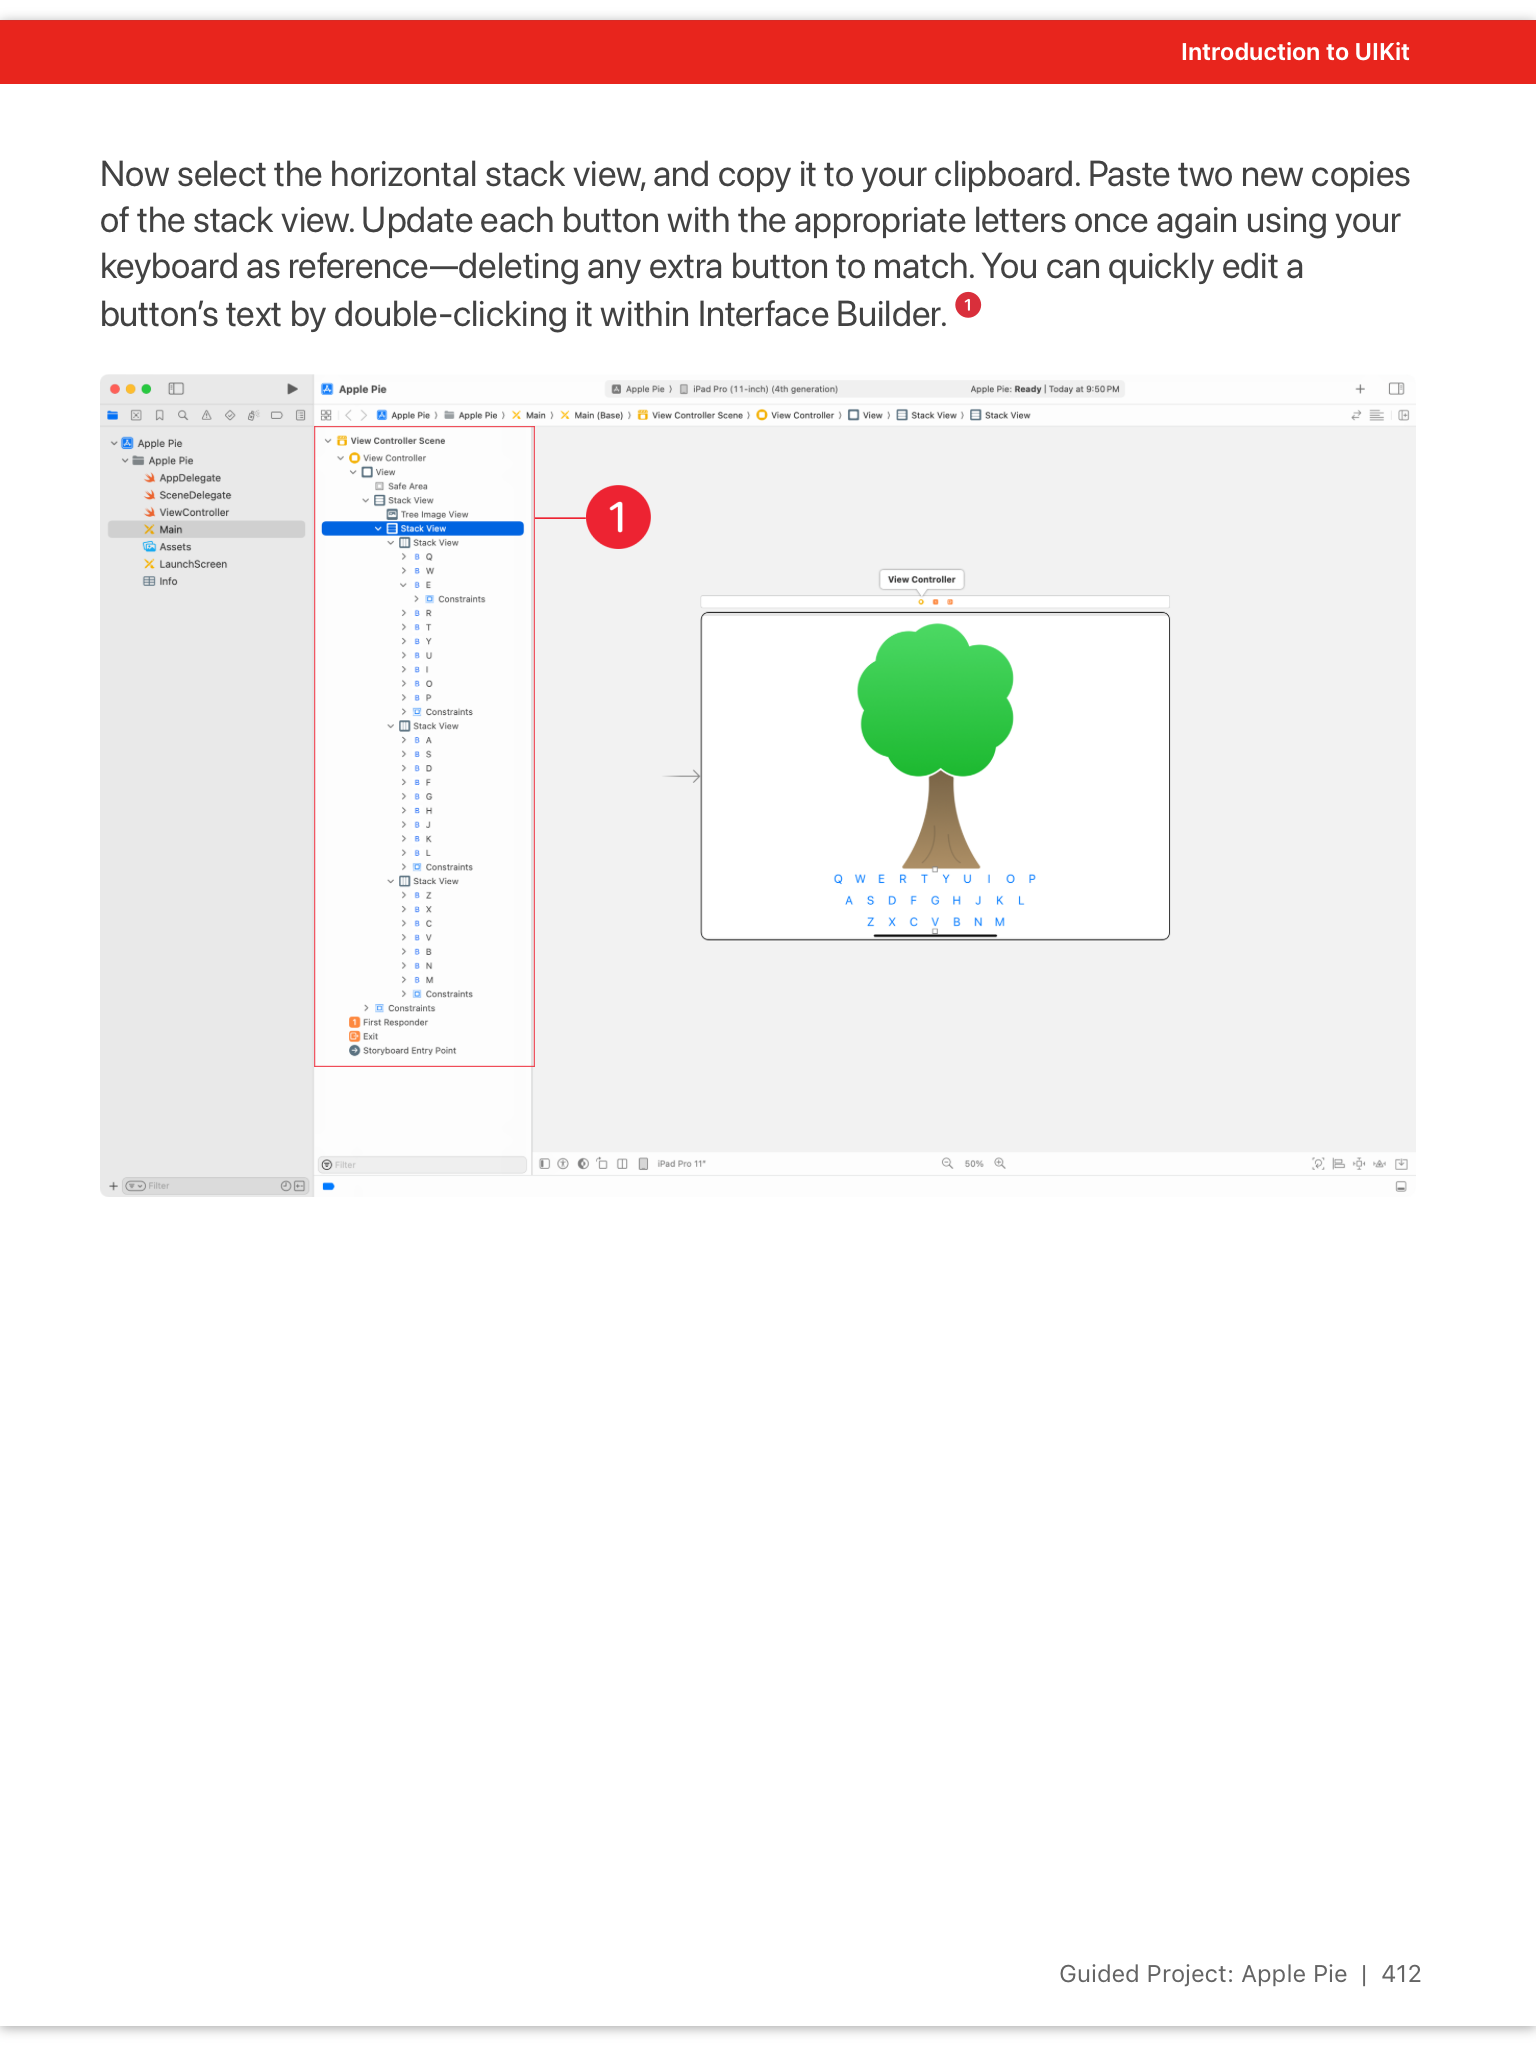 Introduction to UIKit
Now select the horizontal stack view, and copy it to your clipboard. Paste two new copies
of the stack view. Update each button with the appropriate letters once again using your
keyboard as reference—deleting any extra button to match. You can quickly edit a
button’s text by double-clicking it within Interface Builder. 1
Apple Pie
Apple Pie 〉 iPad Pro (11-inch) (4th generation)
Apple Pie: Ready | Today at 9:50 PM
Apple Pie 〉 Apple Pie 〉 Main 〉 Main (Base) 〉 View Controller Scene 〉 View Controller 〉 View 〉 Stack View 〉 Stack View
Apple Pie
Apple Pie
AppDelegate
SceneDelegate
ViewController
Main
Assets
LaunchScreen
Info
View Controller Scene
View Controller
View
Safe Area
Stack View
Tree Image View
Stack View
Stack View
B Q
B W
B E
Constraints
B R
B T
B Y
B U
B I
B O
B P
Constraints
Stack View
B A
B S
B D
B F
B G
B H
B J
B K
B L
Constraints
Stack View
B Z
B X
B C
B V
B B
B N
B M
Constraints
Constraints
1 First Responder
Exit
Storyboard Entry Point
1
View Controller
Q W E R T Y U I O P
A S D F G H J K L
Z X C V B N M
Filter
iPad Pro 11"
50%
Filter
Guided Project: Apple Pie | 412